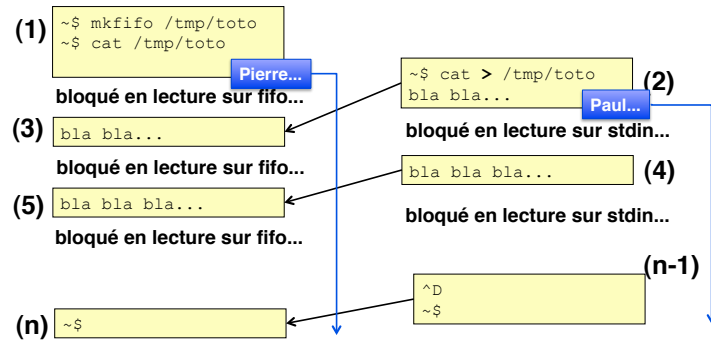 (1)
~$ mkfifo /tmp/toto
~$ cat /tmp/toto
Pierre...
bloqué en lecture sur fifo...
~$ cat > /tmp/toto
bla bla...
(2)
Paul...
bloqué en lecture sur stdin...
(3)
bla bla...
bloqué en lecture sur fifo...
bla bla bla...
(4)
bloqué en lecture sur stdin...
(5)
bla bla bla...
bloqué en lecture sur fifo...
(n-1)
^D
~$
(n)
~$